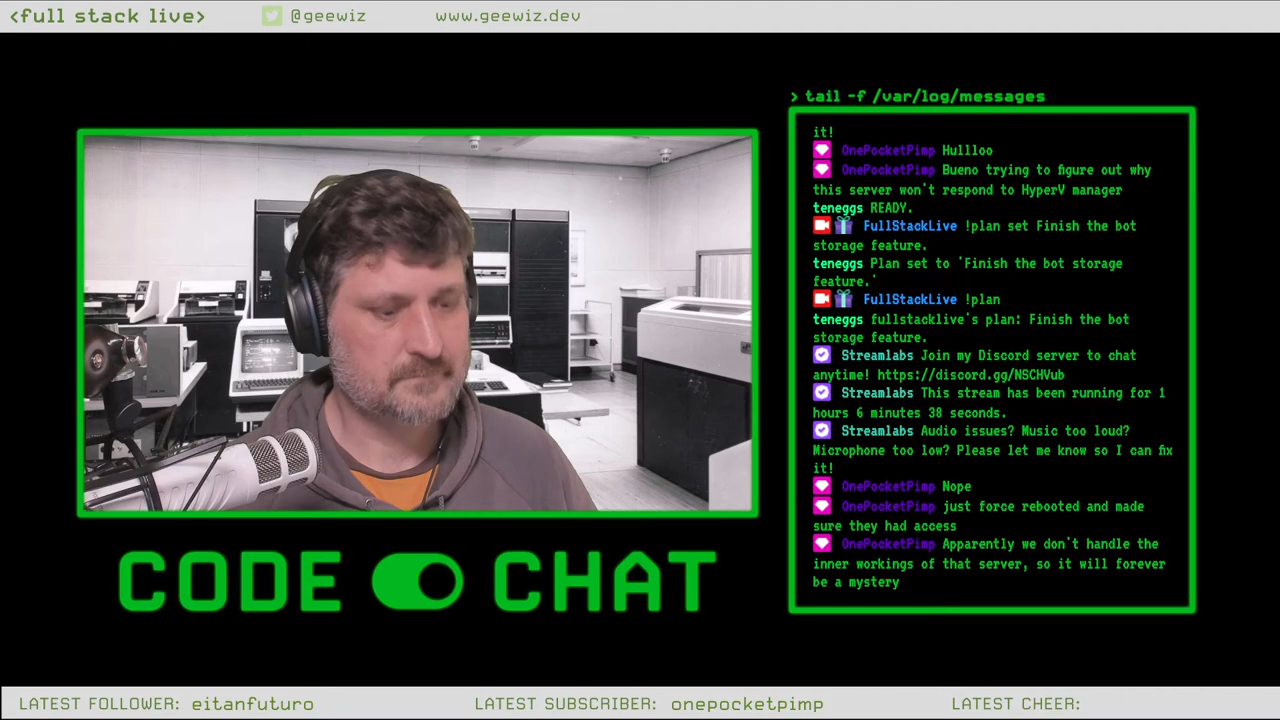 <full stack live>
@geewiz
www.geewiz.dev
> tail -f /var/log/messages
it!
OnePocketPimp Hullloo
OnePocketPimp Bueno trying to figure out why
this server won't respond to HyperV manager
teneggs READY.
FullStackLive !plan set Finish the bot
storage feature.
teneggs Plan set to 'Finish the bot storage
feature.'
FullStackLive !plan
teneggs fullstacklive's plan: Finish the bot
storage feature.
Streamlabs Join my Discord server to chat
anytime! https://discord.gg/NSCHVub
Streamlabs This stream has been running for 1
hours 6 minutes 38 seconds.
Streamlabs Audio issues? Music too loud?
Microphone too low? Please let me know so I can fix
it!
OnePocketPimp Nope
OnePocketPimp just force rebooted and made
sure they had access
OnePocketPimp Apparently we don't handle the
inner workings of that server, so it will forever
be a mystery
CODE CHAT
LATEST FOLLOWER: eitanfuturo
LATEST SUBSCRIBER: onepocketpimp
LATEST CHEER: